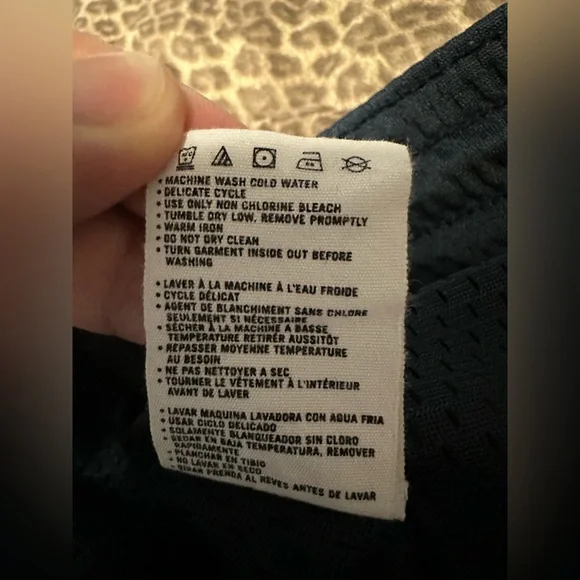 • MACHINE WASH COLD WATER
• DELICATE CYCLE
• USE ONLY NON CHLORINE BLEACH
• TUMBLE DRY LOW, REMOVE PROMPTLY
• WARM IRON
• DO NOT DRY CLEAN
• TURN GARMENT INSIDE OUT BEFORE
WASHING
• LAVER À LA MACHINE À L'EAU FROIDE
• CYCLE DÉLICAT
• AGENT DE BLANCHIMENT SANS CHLORE
SEULEMENT SI NÉCESSAIRE
• SÉCHER À LA MACHINE A BASSE
TEMPERATURE RETIRER AUSSITÔT
• REPASSER MOYENNE TEMPERATURE
AU BESOIN
• NE PAS NETTOYER A SEC
• TOURNER LE VÊTEMENT À L'INTÉRIEUR
AVANT DE LAVER
• LAVAR MAQUINA LAVADORA CON AGUA FRIA
• USAR CICLO DELICADO
• SOLAMENTE BLANQUEADOR SIN CLORO
• SECAR EN BAJA TEMPERATURA, REMOVER
RAPIDAMENTE
• PLANCHAR EN TIBIO
• NO LAVAR EN SECO
• GIRAR PRENDA AL REVES ANTES DE LAVAR